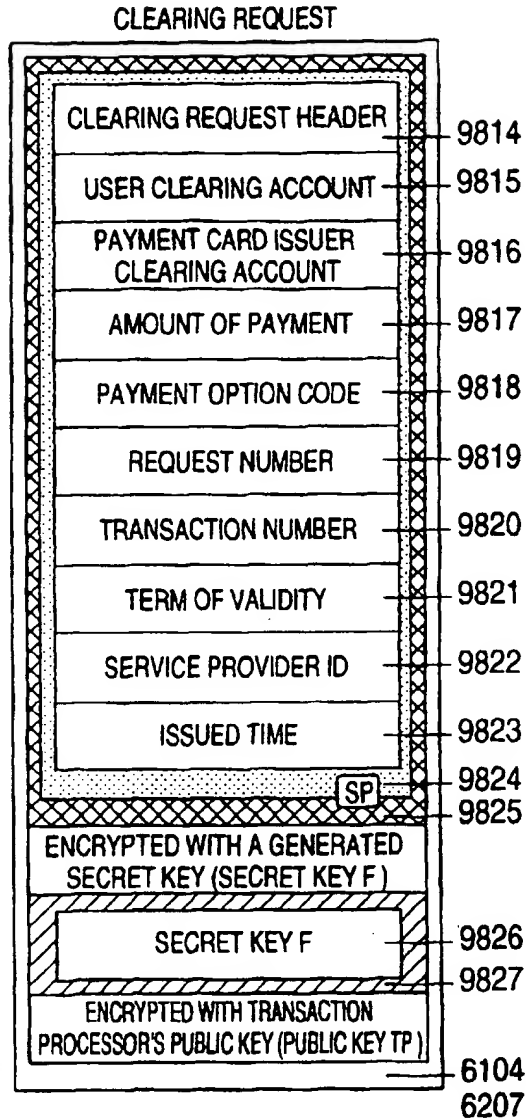 CLEARING REQUEST
CLEARING REQUEST HEADER
9814
USER CLEARING ACCOUNT
9815
PAYMENT CARD ISSUER
CLEARING ACCOUNT
9816
AMOUNT OF PAYMENT
9817
PAYMENT OPTION CODE
9818
REQUEST NUMBER
9819
TRANSACTION NUMBER
9820
TERM OF VALIDITY
9821
SERVICE PROVIDER ID
9822
ISSUED TIME
9823
SP
9824
9825
ENCRYPTED WITH A GENERATED
SECRET KEY (SECRET KEY F)
SECRET KEY F
9826
9827
ENCRYPTED WITH TRANSACTION
PROCESSOR'S PUBLIC KEY (PUBLIC KEY TP)
6104
6207